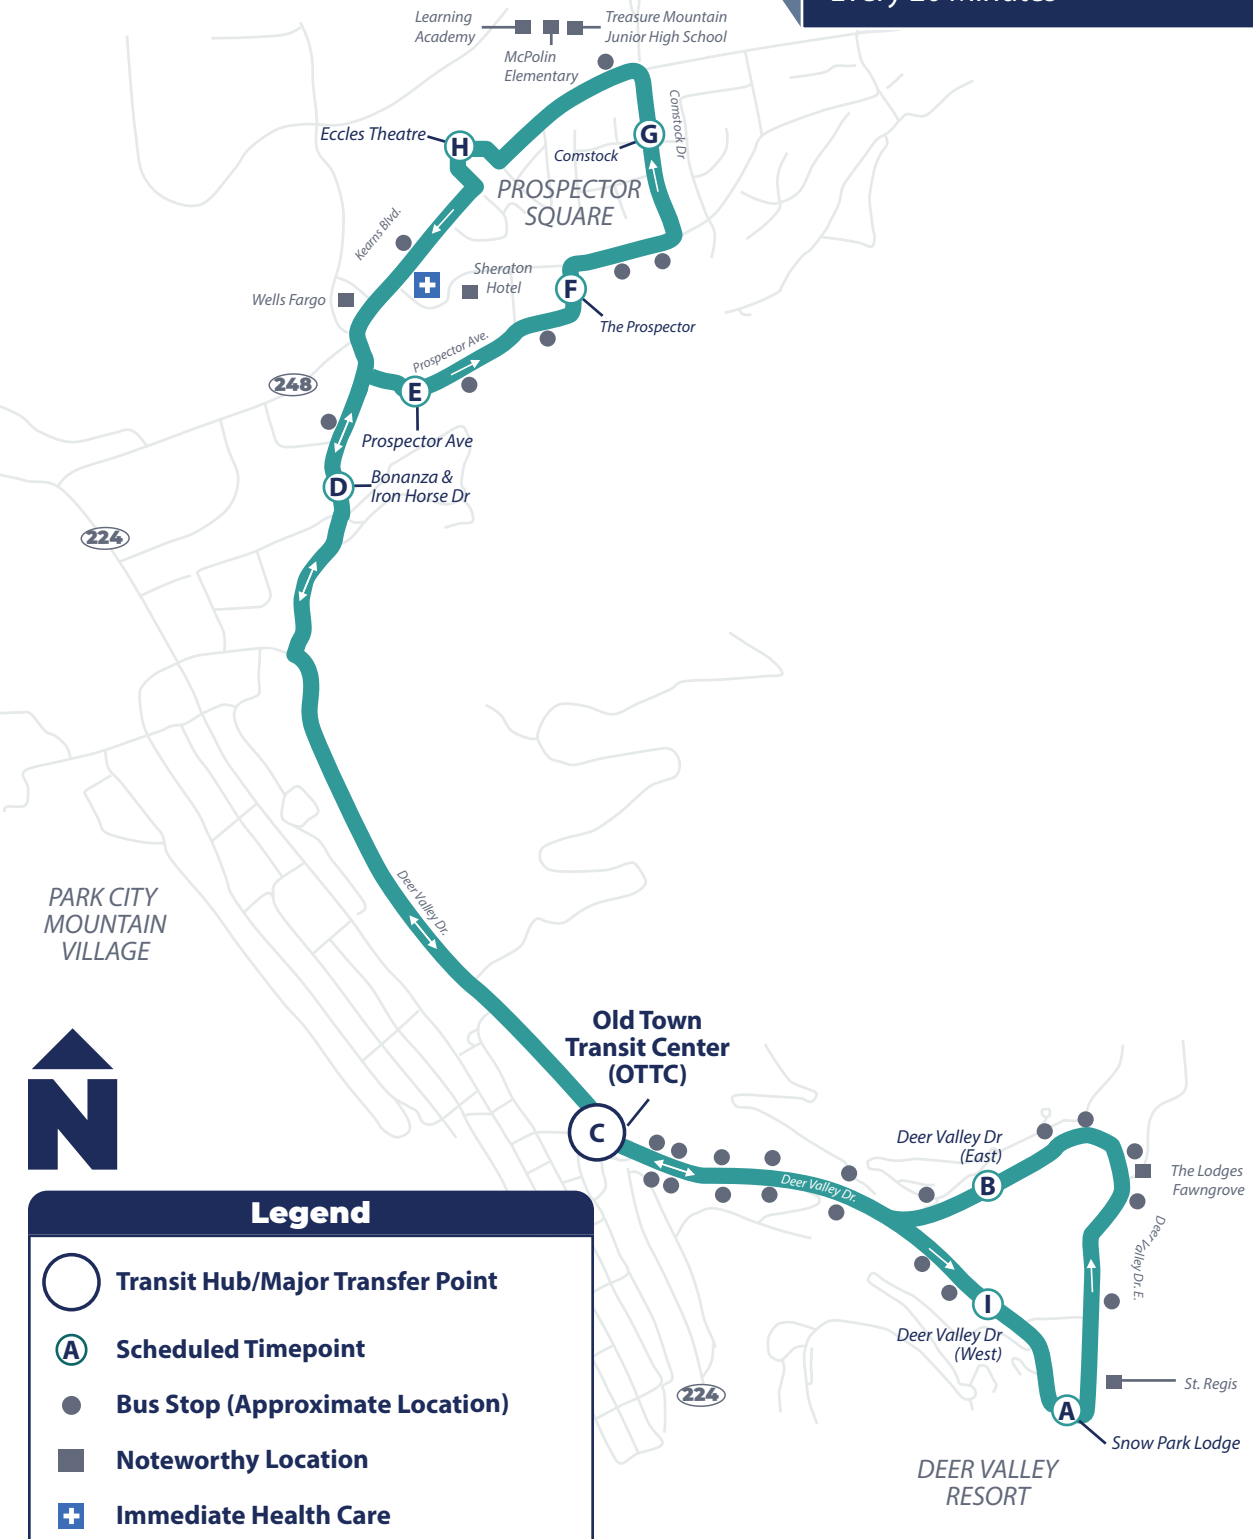 Learning
Academy
McPolin
Elementary
Treasure Mountain
Junior High School
Comstock Dr
Eccles Theatre
H
G
Comstock
PROSPECTOR
SQUARE
Kearns Blvd.
Sheraton
Hotel
Wells Fargo
F
The Prospector
Prospector Ave.
248
E
Prospector Ave
D
Bonanza &
Iron Horse Dr
224
Deer Valley Dr.
PARK CITY
MOUNTAIN
VILLAGE
N
Old Town
Transit Center
(OTTC)
C
Deer Valley Dr.
Deer Valley Dr
(East)
B
The Lodges
Fawngrove
Deer Valley Dr. E.
I
Deer Valley Dr
(West)
224
St. Regis
A
Snow Park Lodge
DEER VALLEY
RESORT
Legend
Transit Hub/Major Transfer Point
A Scheduled Timepoint
Bus Stop (Approximate Location)
Noteworthy Location
Immediate Health Care